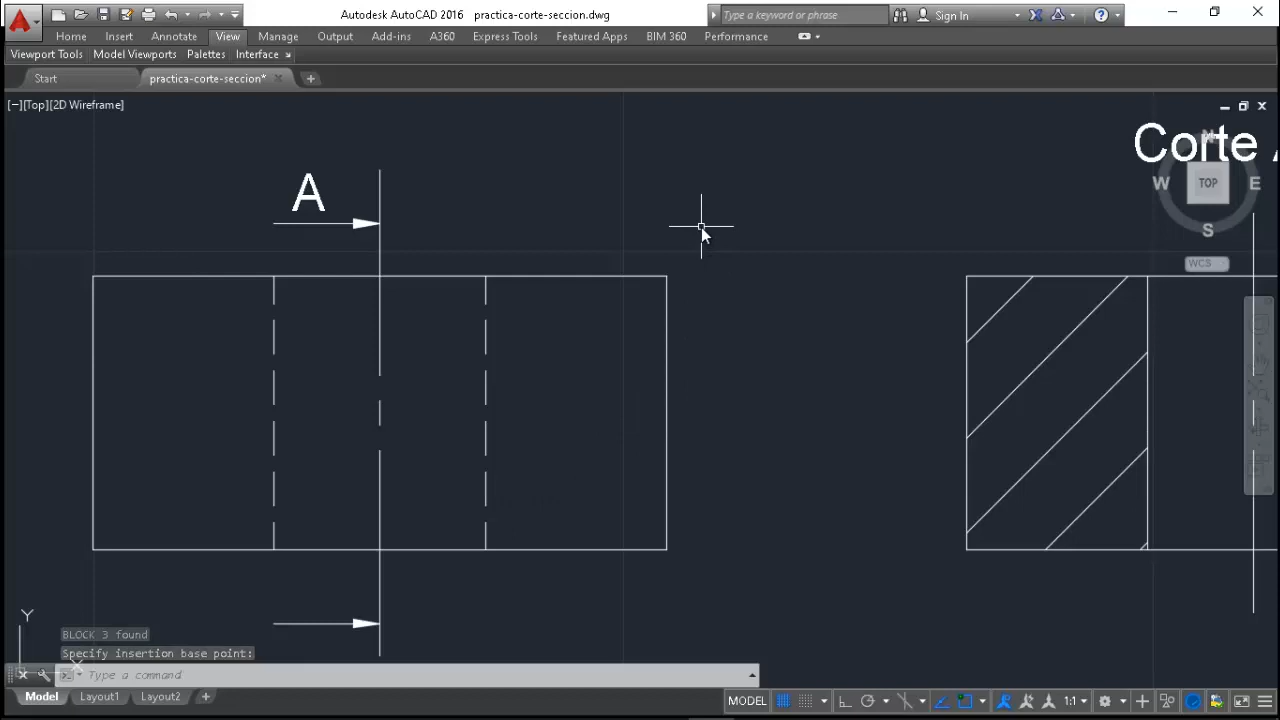 Autodesk AutoCAD 2016 practica-corte-seccion.dwg
Type a keyword or phrase
Sign In
Home Insert Annotate View Manage Output Add-ins A360 Express Tools Featured Apps BIM 360 Performance
Viewport Tools Model Viewports Palettes Interface
Start practica-corte-seccion*
[−][Top][2D Wireframe]
Corte
N
W TOP E
S
WCS
A
Y
X
BLOCK 3 found
Specify insertion base point:
Type a command
Model Layout1 Layout2
MODEL 1:1